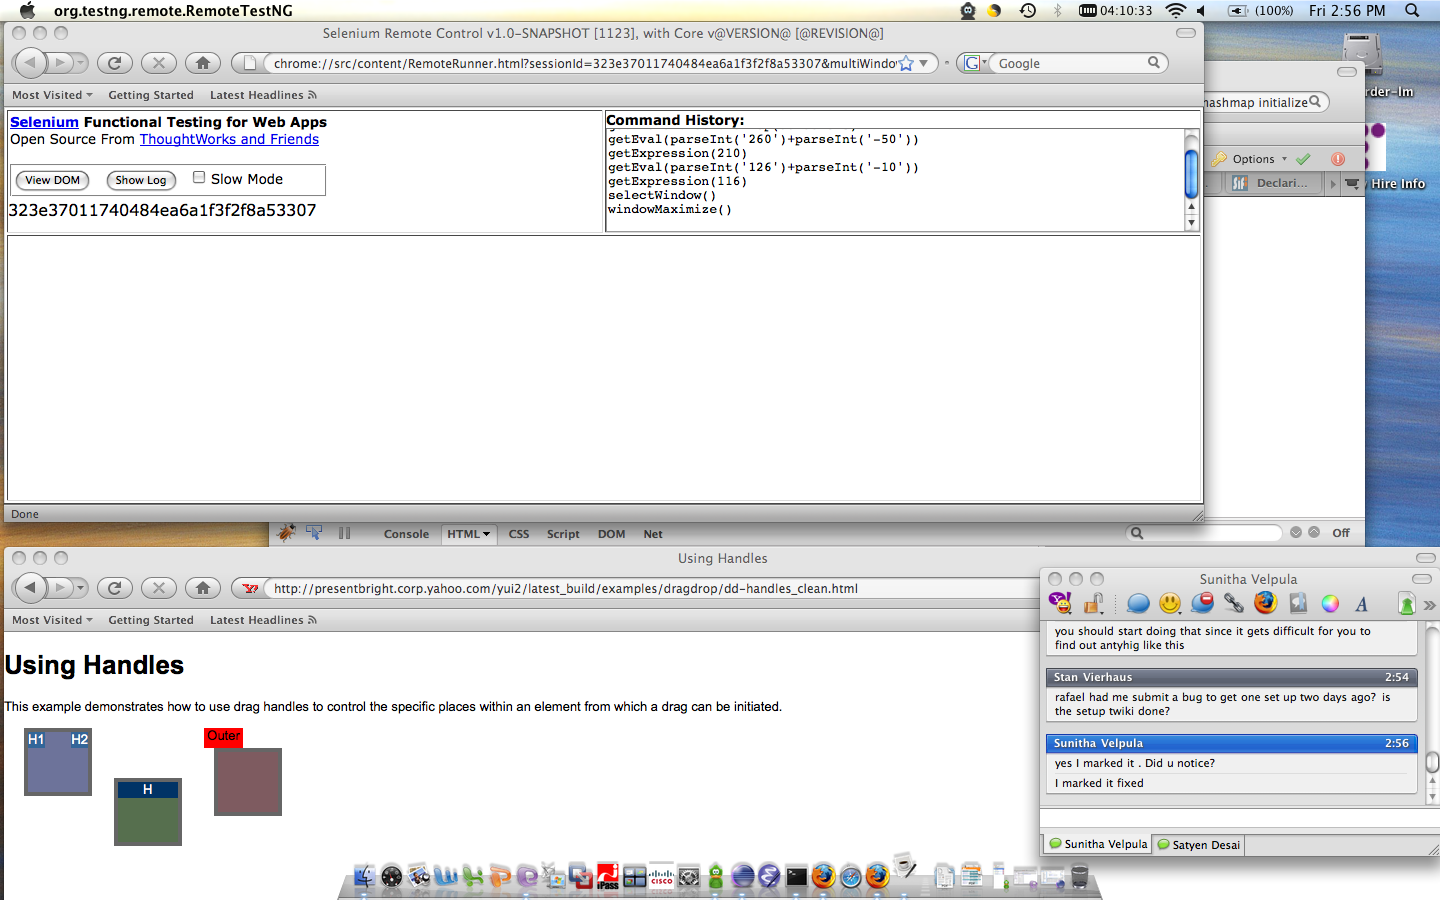 org.testng.remote.RemoteTestNG
04:10:33
(100%)
Fri 2:56 PM
Selenium Remote Control v1.0-SNAPSHOT [1123], with Core v@VERSION@ [@REVISION@]
chrome://src/content/RemoteRunner.html?sessionId=323e37011740484ea6a1f3f2f8a53307&multiWindow
Google
Most Visited
Getting Started
Latest Headlines
Selenium Functional Testing for Web Apps
Open Source From ThoughtWorks and Friends
View DOM
Show Log
Slow Mode
323e37011740484ea6a1f3f2f8a53307
Command History:
getEval(parseInt('260')+parseInt('-50'))
getExpression(210)
getEval(parseInt('126')+parseInt('-10'))
getExpression(116)
selectWindow()
windowMaximize()
Done
hashmap initialize
Options
Declari...
rder-Im
Hire Info
Console
HTML
CSS
Script
DOM
Net
Off
Using Handles
http://presentbright.corp.yahoo.com/yui2/latest_build/examples/dragdrop/dd-handles_clean.html
Most Visited
Getting Started
Latest Headlines
Using Handles
This example demonstrates how to use drag handles to control the specific places within an element from which a drag can be initiated.
H1
H2
H
Outer
Sunitha Velpula
you should start doing that since it gets difficult for you to
find out antyhig like this
Stan Vierhaus 2:54
rafael had me submit a bug to get one set up two days ago? is
the setup twiki done?
Sunitha Velpula 2:56
yes I marked it . Did u notice?
I marked it fixed
Sunitha Velpula
Satyen Desai
iPass
CISCO